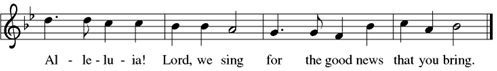 Al - le - lu - ia! Lord, we sing for the good news that you bring.